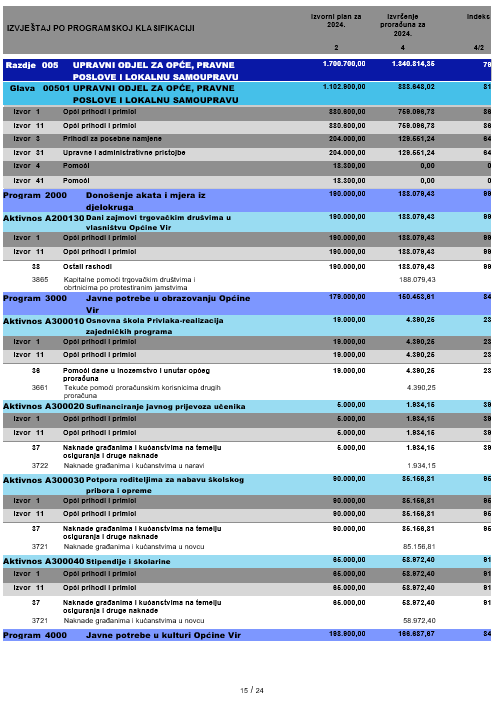 IZVJEŠTAJ PO PROGRAMSKOJ KLASIFIKACIJI
Izvorni plan za 2024. Izvršenje proračuna za 2024. Indeks
2 4 4/2
Razdje 005 UPRAVNI ODJEL ZA OPĆE, PRAVNE POSLOVE I LOKALNU SAMOUPRAVU 1.700.700,00 79
Glava 00501 UPRAVNI ODJEL ZA OPĆE, PRAVNE POSLOVE I LOKALNU SAMOUPRAVU 1.102.900,00 888.648,02 81
Izvor 1 Opći prihodi i primici 880.600,00 759.096,78 86
Izvor 11 Opći prihodi i primici 880.600,00 759.096,78 86
Izvor 3 Prihodi za posebne namjene 204.000,00 129.551,24 64
Izvor 31 Upravne i administrativne pristojbe 204.000,00 129.551,24 64
Izvor 4 Pomoći 18.300,00 0,00 0
Izvor 41 Pomoći 18.300,00 0,00 0
Program 2000 Donošenje akata i mjera iz djelokruga 190.000,00 188.079,43 99
Aktivnos A200130 Dani zajmovi trgovačkim drušvima u vlasništvu Općine Vir 190.000,00 188.079,43 99
Izvor 1 Opći prihodi i primici 190.000,00 188.079,43 99
Izvor 11 Opći prihodi i primici 190.000,00 188.079,43 99
38 Ostali rashodi 190.000,00 188.079,43 99
3865 Kapitalne pomoći trgovačkim društvima i obrtnicima po protestiranim jamstvima 188.079,43
Program 3000 Javne potrebe u obrazovanju Općine Vir 179.000,00 150.453,61 84
Aktivnos A300010 Osnovna škola Privlaka-realizacija zajedničkih programa 19.000,00 4.390,25 23
Izvor 1 Opći prihodi i primici 19.000,00 4.390,25 23
Izvor 11 Opći prihodi i primici 19.000,00 4.390,25 23
36 Pomoći dane u inozemstvo i unutar općeg proračuna 19.000,00 4.390,25 23
3661 Tekuće pomoći proračunskim korisnicima drugih proračuna 4.390,25
Aktivnos A300020 Sufinanciranje javnog prijevoza učenika 5.000,00 1.934,15 39
Izvor 1 Opći prihodi i primici 5.000,00 1.934,15 39
Izvor 11 Opći prihodi i primici 5.000,00 1.934,15 39
37 Naknade građanima i kućanstvima na temelju osiguranja i druge naknade 5.000,00 1.934,15 39
3722 Naknade građanima i kućanstvima u naravi 1.934,15
Aktivnos A300030 Potpora roditeljima za nabavu školskog pribora i opreme 90.000,00 85.156,81 95
Izvor 1 Opći prihodi i primici 90.000,00 85.156,81 95
Izvor 11 Opći prihodi i primici 90.000,00 85.156,81 95
37 Naknade građanima i kućanstvima na temelju osiguranja i druge naknade 90.000,00 85.156,81 95
3721 Naknade građanima i kućanstvima u novcu 85.156,81
Aktivnos A300040 Stipendije i školarine 65.000,00 58.972,40 91
Izvor 1 Opći prihodi i primici 65.000,00 58.972,40 91
Izvor 11 Opći prihodi i primici 65.000,00 58.972,40 91
37 Naknade građanima i kućanstvima na temelju osiguranja i druge naknade 65.000,00 58.972,40 91
3721 Naknade građanima i kućanstvima u novcu 58.972,40
Program 4000 Javne potrebe u kulturi Općine Vir 198.900,00 166.687,67 84
15 / 24